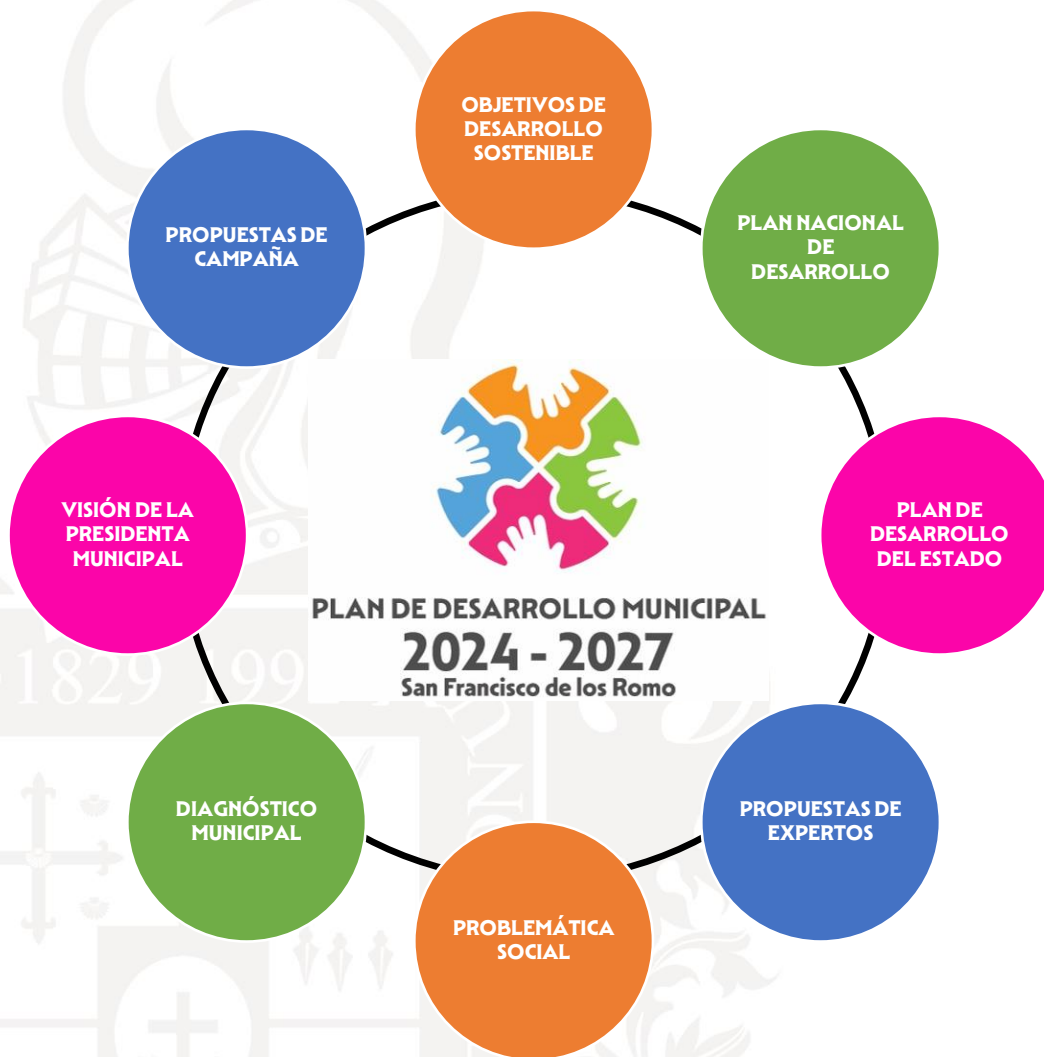 OBJETIVOS DE
DESARROLLO
SOSTENIBLE
PLAN NACIONAL
DE
DESARROLLO
PLAN DE
DESARROLLO
DEL ESTADO
PROPUESTAS DE
EXPERTOS
PROBLEMÁTICA
SOCIAL
DIAGNÓSTICO
MUNICIPAL
VISIÓN DE LA
PRESIDENTA
MUNICIPAL
PROPUESTAS DE
CAMPAÑA
PLAN DE DESARROLLO MUNICIPAL
2024 - 2027
San Francisco de los Romo
1829 199